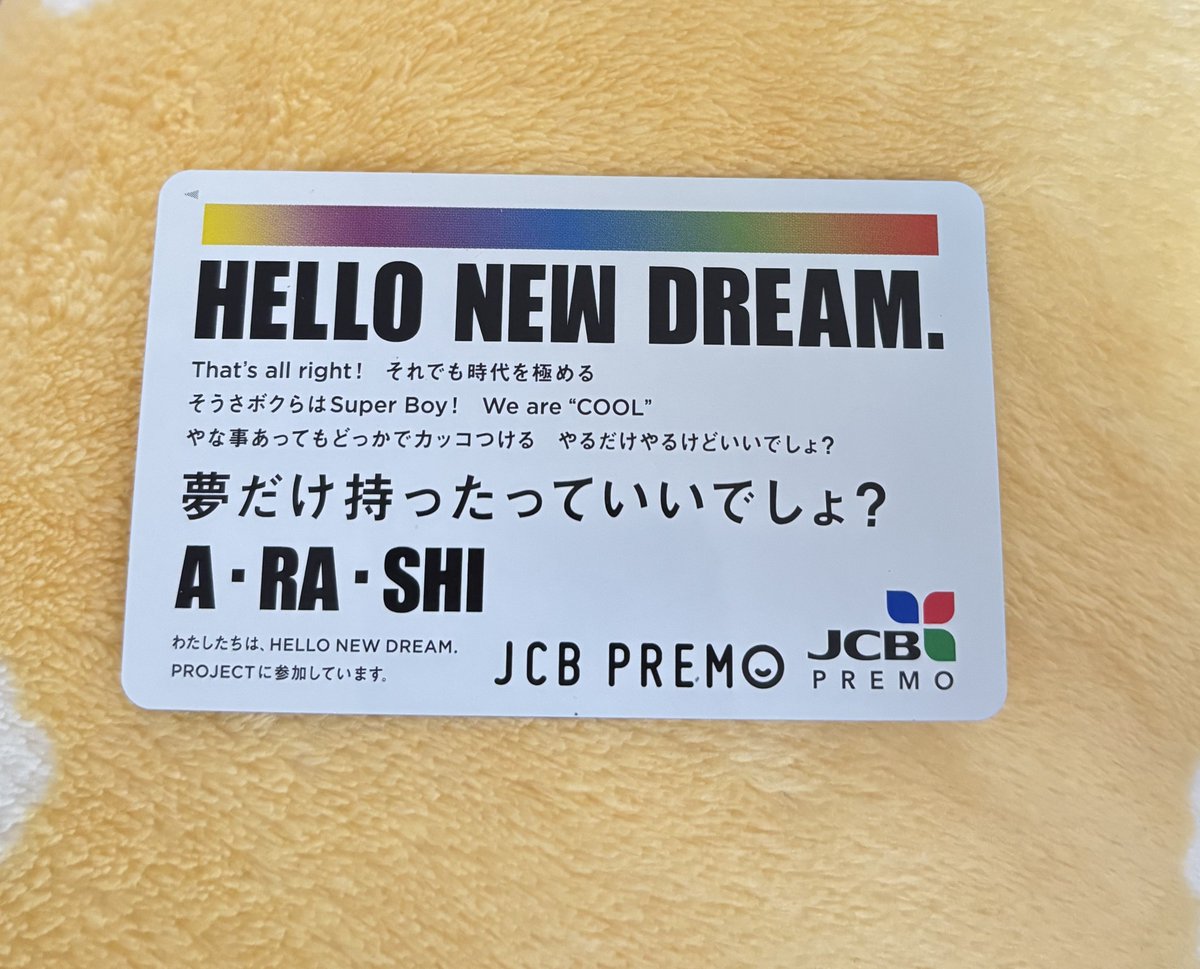 HELLO NEW DREAM.
That's all right! それでも時代を極める
そうさボクらはSuper Boy! We are “COOL”
やな事あってもどっかでカッコつける やるだけやるけどいいでしょ?
夢だけ持ったっていいでしょ?
A・RA・SHI
わたしたちは、HELLO NEW DREAM.
PROJECTに参加しています。
JCB PREMO
JCB
PREMO